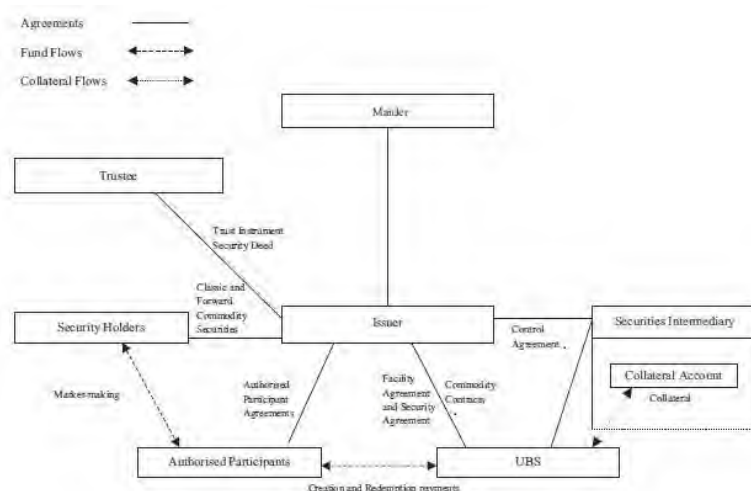 Agreements
Fund Flows
Collateral Flows
Manager
Trustee
Trust Instrument
Security Deed
Classic and
Forward
Commodity
Securities
Security Holders
Issuer
Securities Intermediary
Control
Agreement
Collateral Account
Collateral
Market-making
Authorised
Participant
Agreements
Facility
Agreement
and Security
Agreement
Commodity
Contracts
Authorised Participants
UBS
Creation and Redemption payments